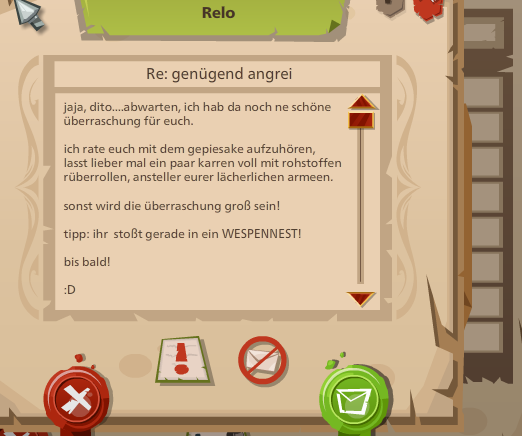 Relo
Re: genügend angrei
jaja, dito....abwarten, ich hab da noch ne schöne
überraschung für euch.
ich rate euch mit dem gepiesake aufzuhören,
lasst lieber mal ein paar karren voll mit rohstoffen
rüberrollen, ansteller eurer lächerlichen armeen.
sonst wird die überraschung groß sein!
tipp: ihr stoßt gerade in ein WESPENNEST!
bis bald!
:D